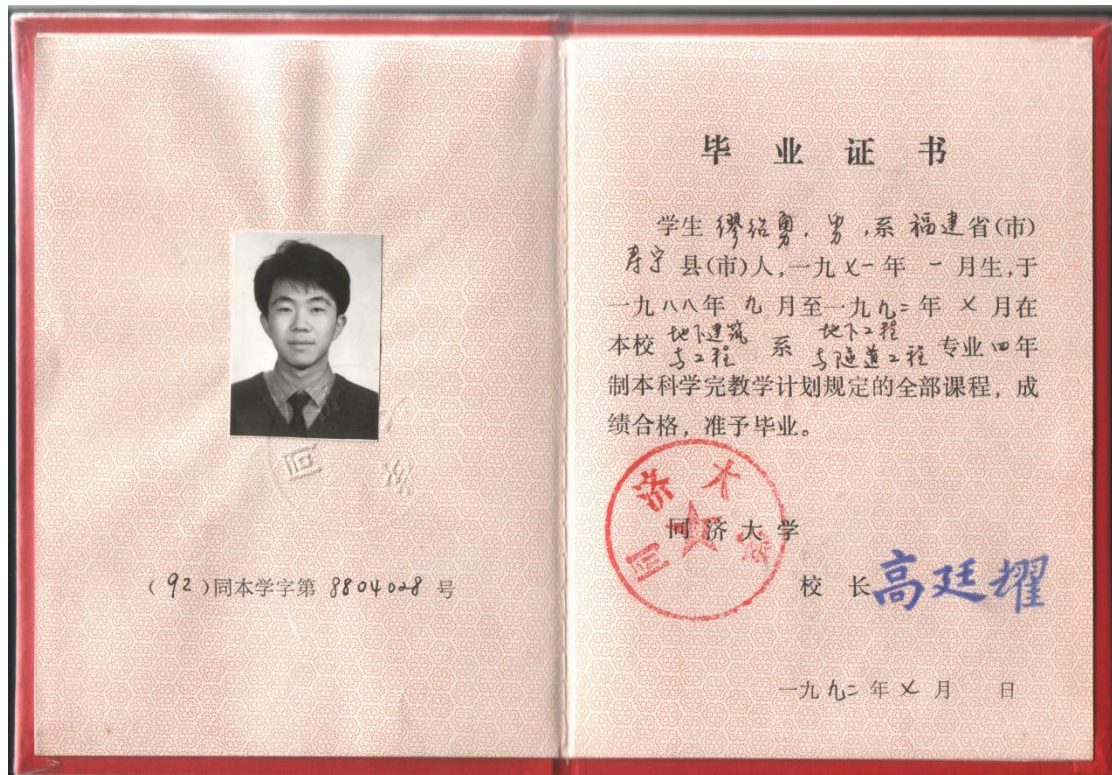 同济
(92)同本学字第 8804028 号
毕业证书
学生 缪绍勇,男,系福建省(市)
寿宁县(市)人,一九七一年一月生,于
一九八八年九月至一九九二年七月在
本校 地下建筑与工程 系 地下工程与隧道工程 专业四年
制本科学完教学计划规定的全部课程,成
绩合格,准予毕业。
同济大学
同济大学
校长 高廷耀
一九九二年七月 日